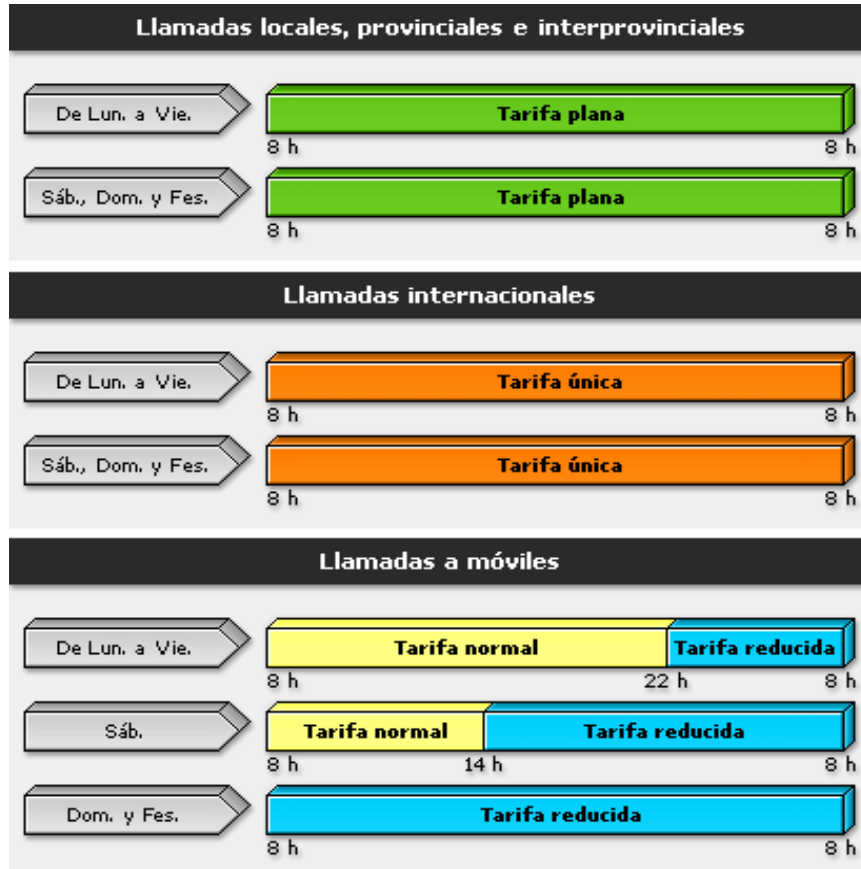 Llamadas locales, provinciales e interprovinciales
De Lun. a Vie.
Tarifa plana
8 h 8 h
Sáb., Dom. y Fes.
Tarifa plana
8 h 8 h
Llamadas internacionales
De Lun. a Vie.
Tarifa única
8 h 8 h
Sáb., Dom. y Fes.
Tarifa única
8 h 8 h
Llamadas a móviles
De Lun. a Vie.
Tarifa normal Tarifa reducida
8 h 22 h 8 h
Sáb.
Tarifa normal Tarifa reducida
8 h 14 h 8 h
Dom. y Fes.
Tarifa reducida
8 h 8 h